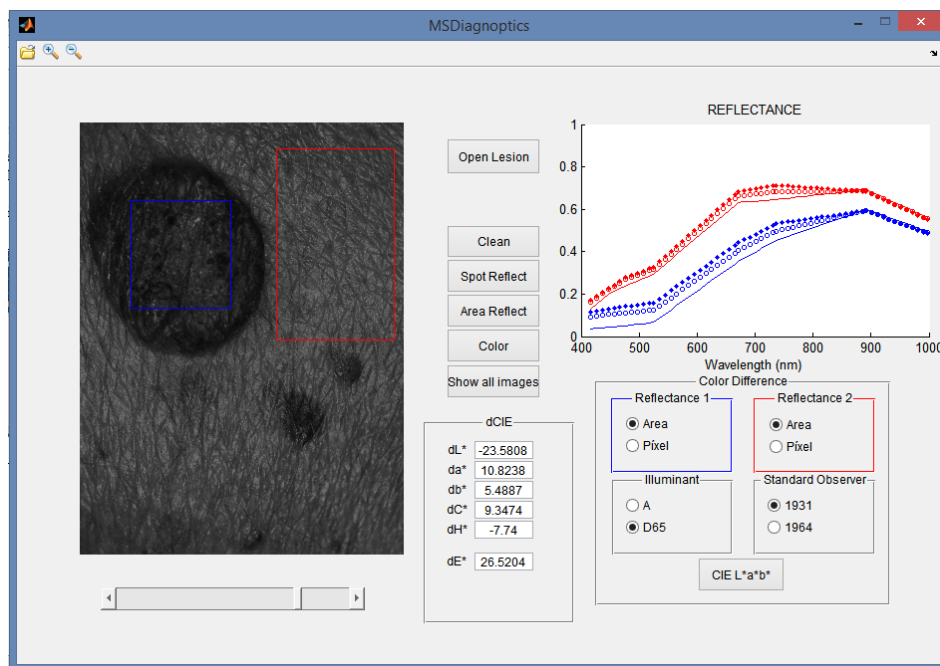 MSDiagnoptics
Open Lesion
Clean
Spot Reflect
Area Reflect
Color
Show all images
dCIE
dL* -23.5808
da* 10.8238
db* 5.4887
dC* 9.3474
dH* -7.74
dE* 26.5204
REFLECTANCE
1
0.8
0.6
0.4
0.2
0
400 500 600 700 800 900 1000
Wavelength (nm)
Color Difference
Reflectance 1 Reflectance 2
Area Area
Píxel Píxel
Illuminant Standard Observer
A 1931
D65 1964
CIE L*a*b*